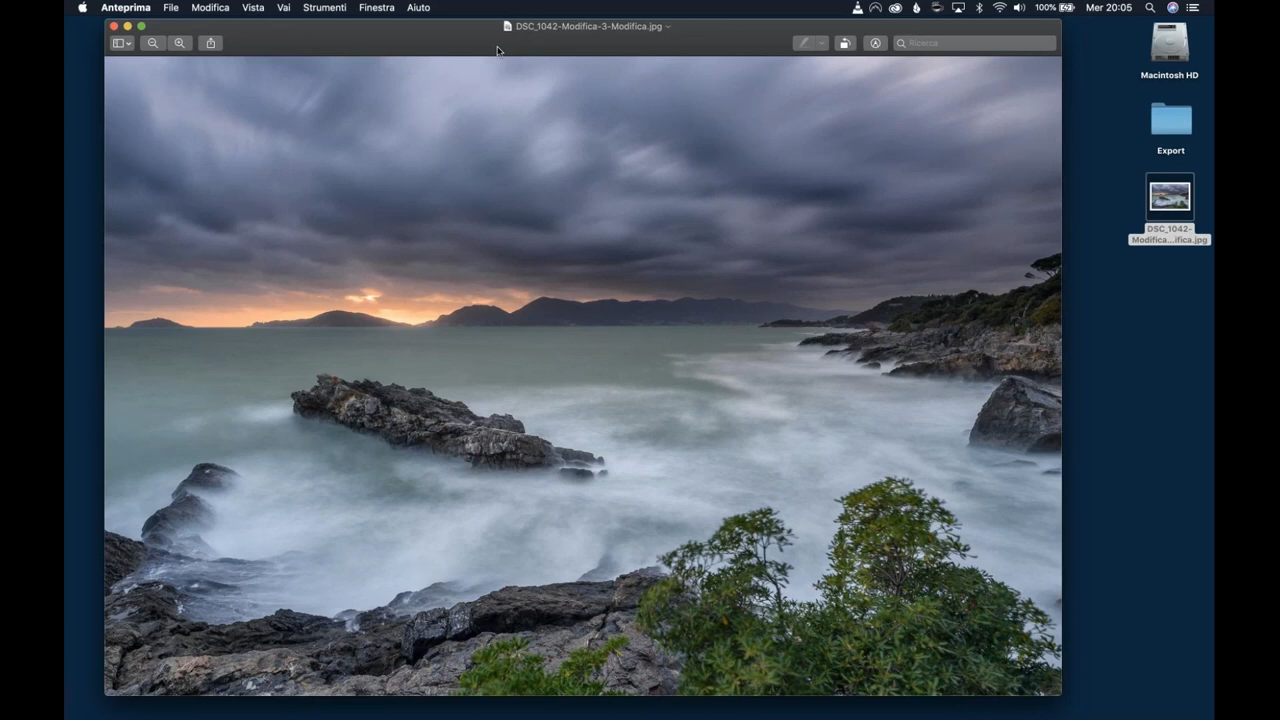 Anteprima File Modifica Vista Vai Strumenti Finestra Aiuto 100% Mer 20:05
DSC_1042-Modifica-3-Modifica.jpg
Ricerca
Macintosh HD
Export
DSC_1042-
Modifica...ifica.jpg